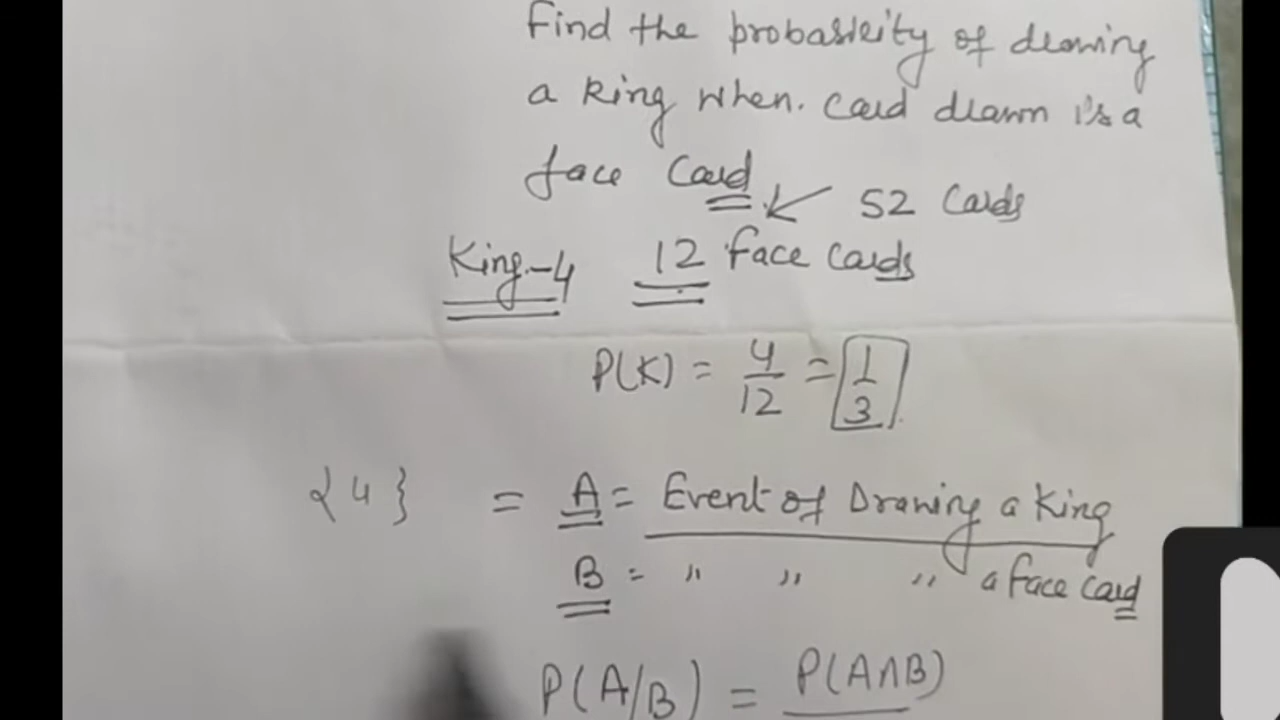 Find the probability of drawing
a King when. Card drawn is a
face Card
52 Cards
King-4 12 face cards
P(K) = 4/12 = 1/3
{4} = A = Event of Drawing a King
B = " " " a face card
P(A/B) = P(A∩B)